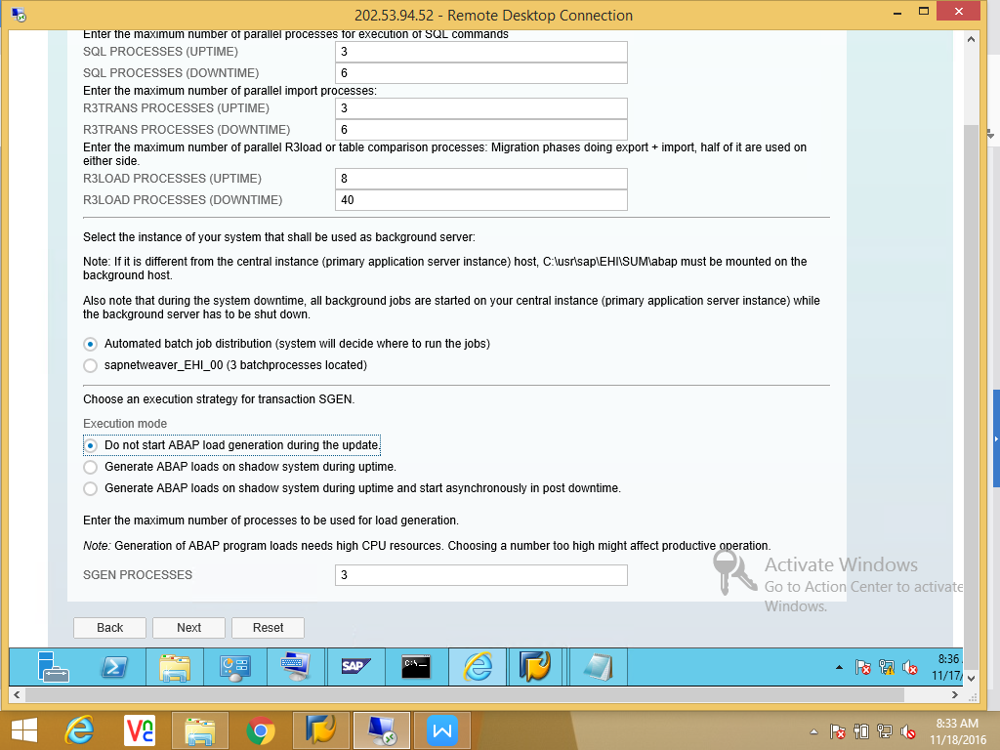 202.53.94.52 - Remote Desktop Connection
Enter the maximum number of parallel processes for execution of SQL commands
SQL PROCESSES (UPTIME) 3
SQL PROCESSES (DOWNTIME) 6
Enter the maximum number of parallel import processes:
R3TRANS PROCESSES (UPTIME) 3
R3TRANS PROCESSES (DOWNTIME) 6
Enter the maximum number of parallel R3load or table comparison processes: Migration phases doing export + import, half of it are used on
either side.
R3LOAD PROCESSES (UPTIME) 8
R3LOAD PROCESSES (DOWNTIME) 40
Select the instance of your system that shall be used as background server:
Note: If it is different from the central instance (primary application server instance) host, C:\usr\sap\EHI\SUM\abap must be mounted on the
background host.
Also note that during the system downtime, all background jobs are started on your central instance (primary application server instance) while
the background server has to be shut down.
Automated batch job distribution (system will decide where to run the jobs)
sapnetweaver_EHI_00 (3 batchprocesses located)
Choose an execution strategy for transaction SGEN.
Execution mode
Do not start ABAP load generation during the update.
Generate ABAP loads on shadow system during uptime.
Generate ABAP loads on shadow system during uptime and start asynchronously in post downtime.
Enter the maximum number of processes to be used for load generation.
Note: Generation of ABAP program loads needs high CPU resources. Choosing a number too high might affect productive operation.
SGEN PROCESSES 3
Activate Windows
Go to Action Center to activate
Windows.
Back Next Reset
SAP
C:\
8:36
11/17/
VNC
W
8:33 AM
11/18/2016